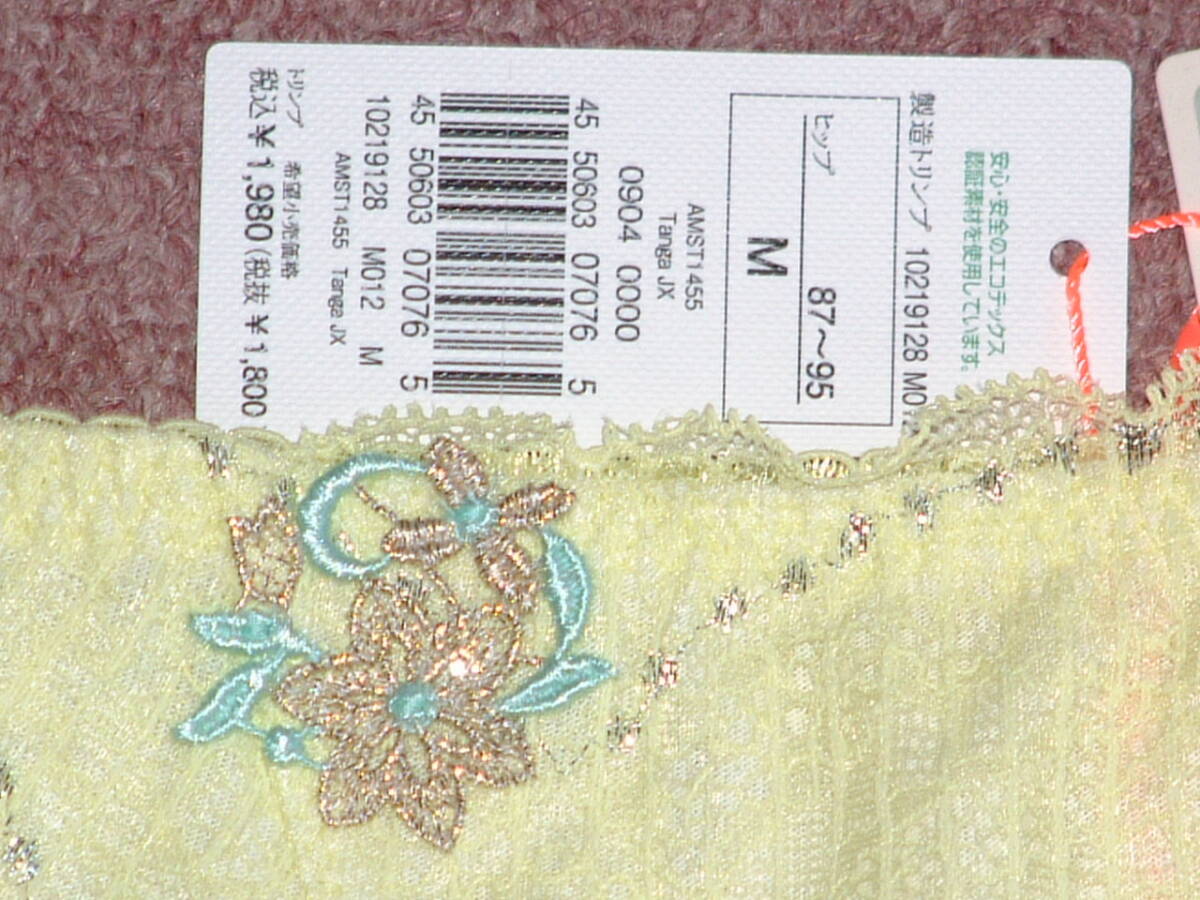 安心・安全のエコテックス
認証素材を使用しています。
製造トリンプ 10219128
ヒップ 87～95
M
AMST1455
Tanga JX
0904 0000
45 50603 07076 5
45 50603 07076 5
10219128 M012 M
AMST1455 Tanga JX
トリンプ 希望小売価格
税込￥1,980(税抜￥1,800